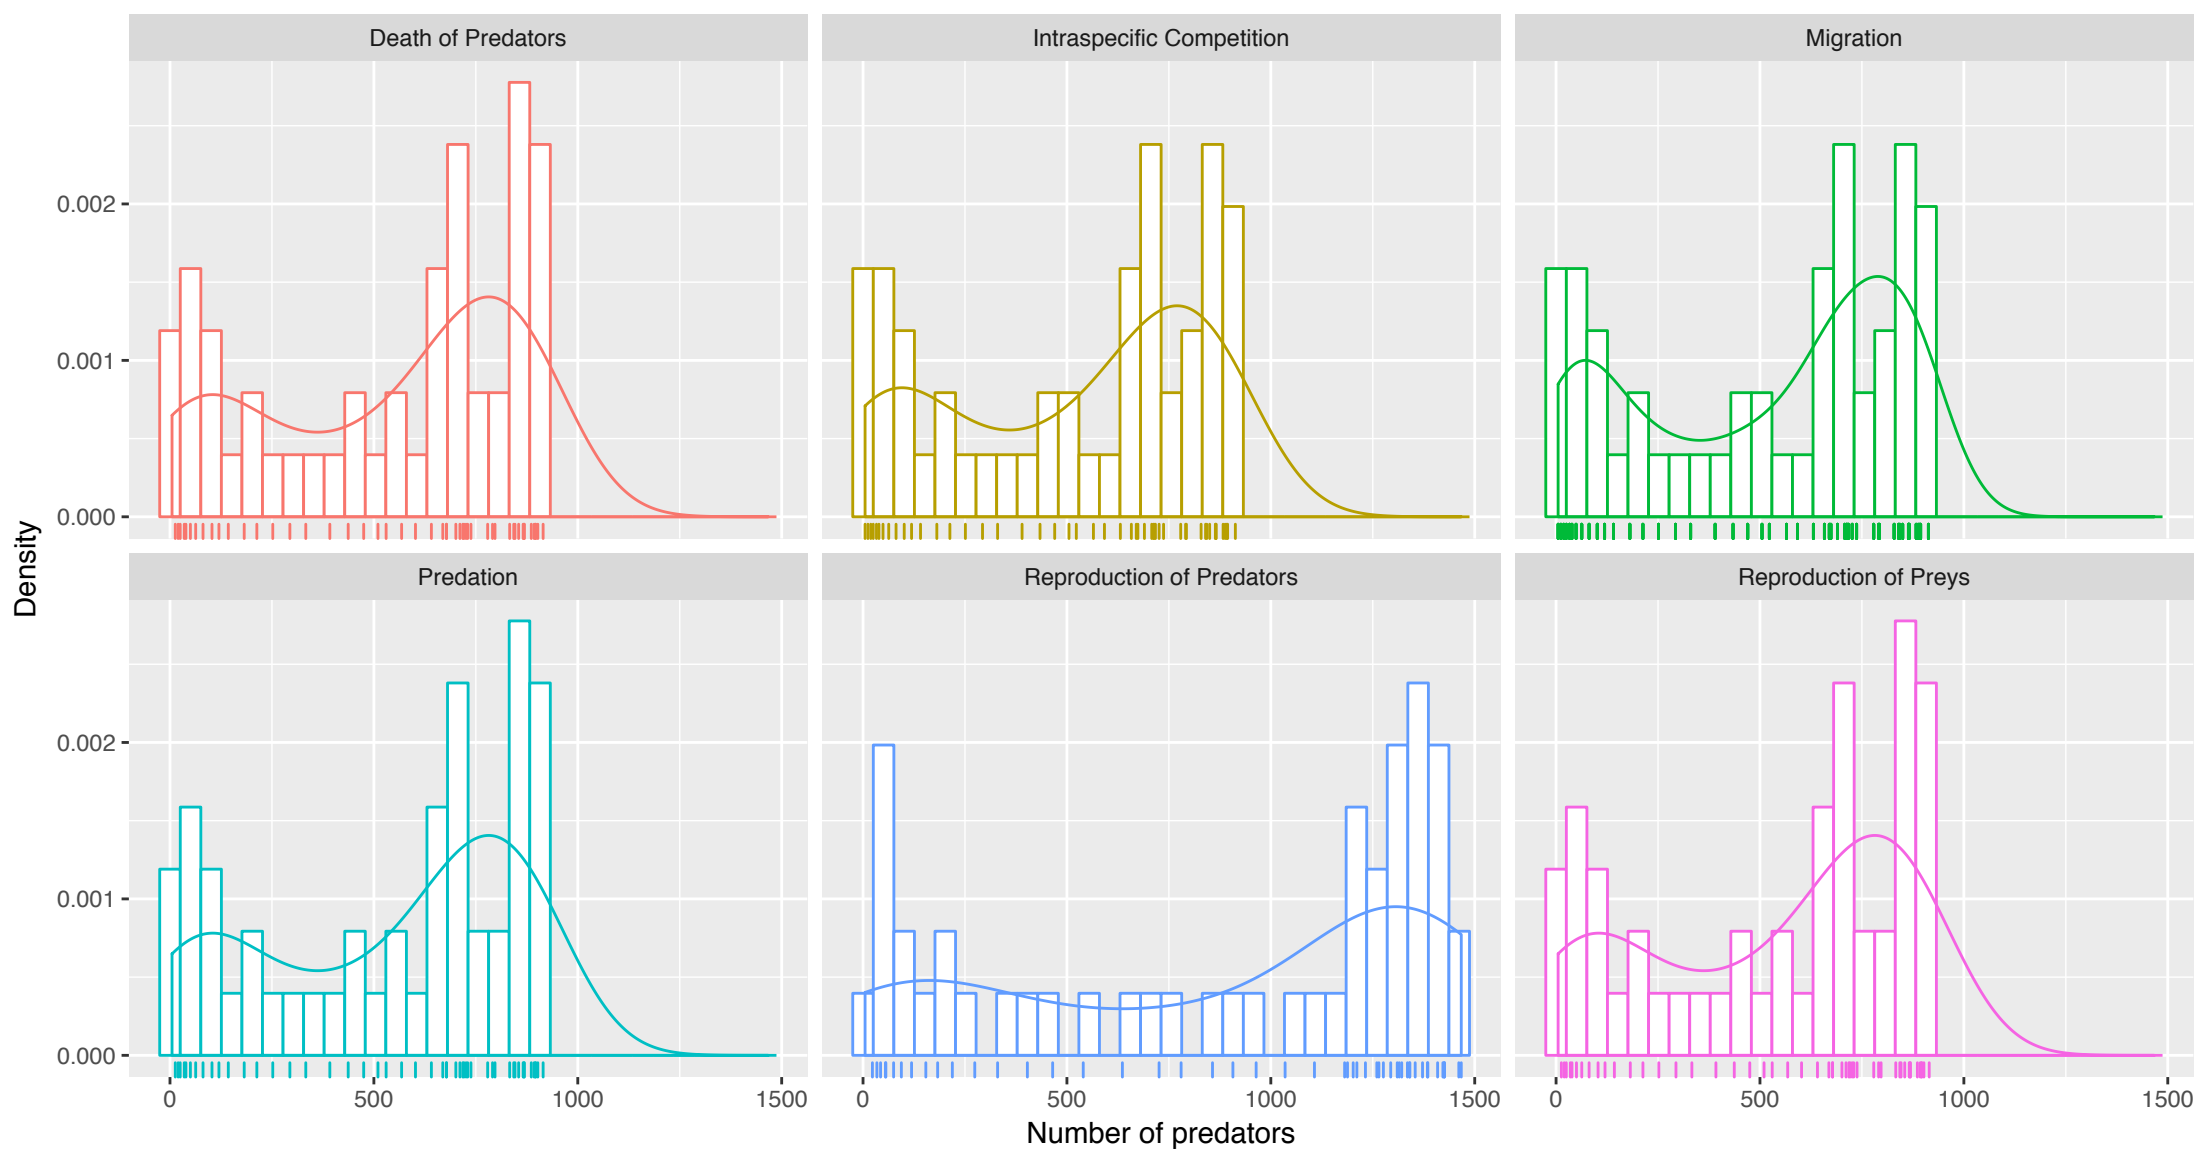 Death of Predators
Intraspecific Competition
Migration
0.002
0.001
0.000
Predation
Reproduction of Predators
Reproduction of Preys
0.002
0.001
0.000
0 500 1000 1500
0 500 1000 1500
0 500 1000 1500
Density
Number of predators